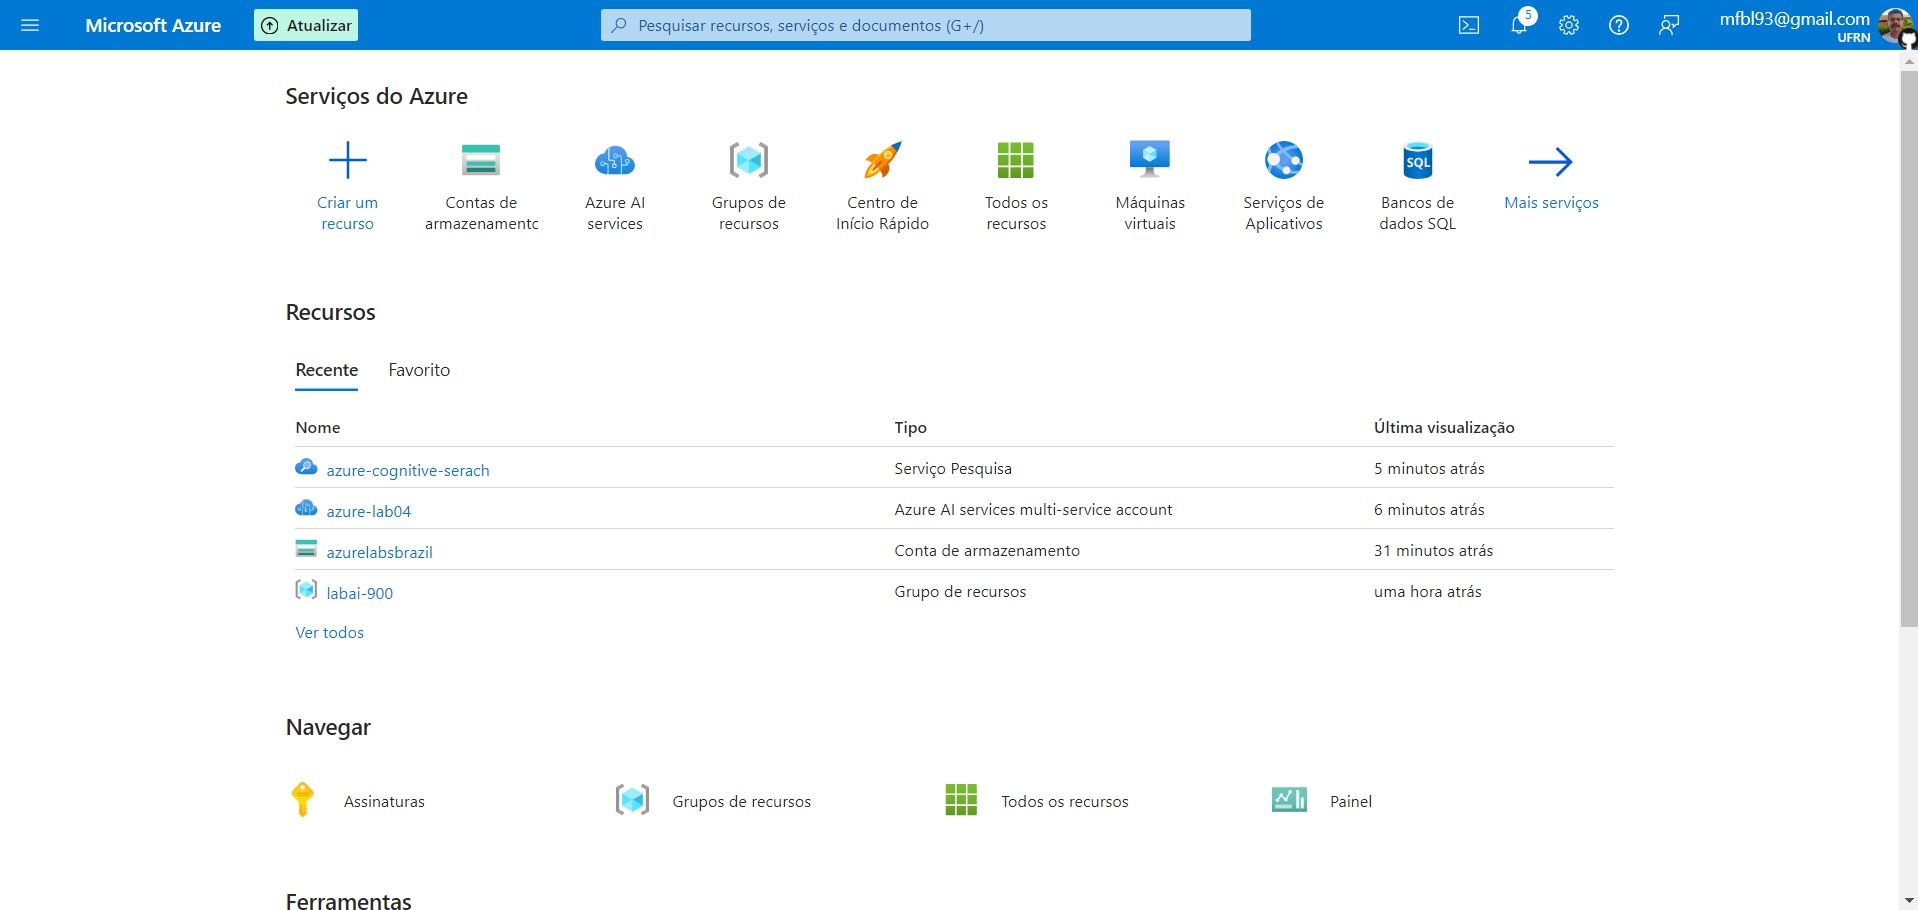 Microsoft Azure
Atualizar
Pesquisar recursos, serviços e documentos (G+/)
5
mfbl93@gmail.com
UFRN
Serviços do Azure
Criar um
recurso
Contas de
armazenamentc
Azure AI
services
Grupos de
recursos
Centro de
Início Rápido
Todos os
recursos
Máquinas
virtuais
Serviços de
Aplicativos
SQL
Bancos de
dados SQL
Mais serviços
Recursos
Recente Favorito
Nome Tipo Última visualização
azure-cognitive-serach Serviço Pesquisa 5 minutos atrás
azure-lab04 Azure AI services multi-service account 6 minutos atrás
azurelabsbrazil Conta de armazenamento 31 minutos atrás
labai-900 Grupo de recursos uma hora atrás
Ver todos
Navegar
Assinaturas Grupos de recursos Todos os recursos Painel
Ferramentas